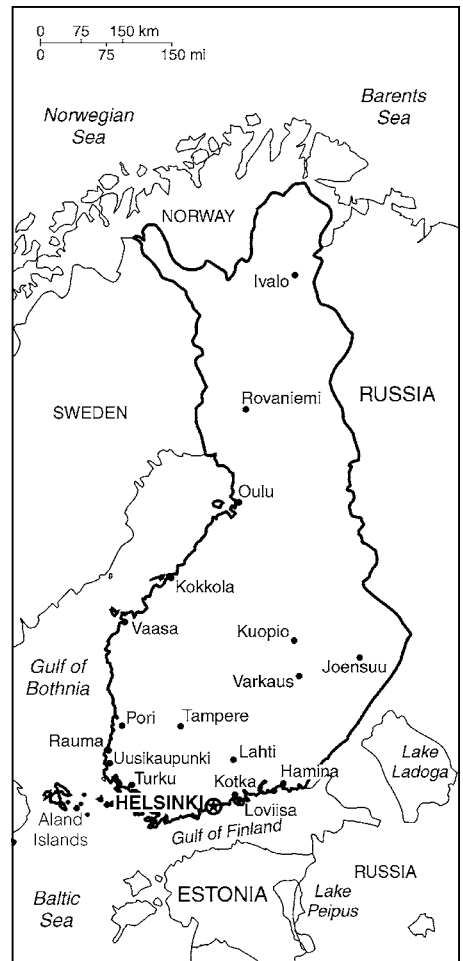 0 75 150 km
0 75 150 mi
Barents
Sea
Norwegian
Sea
NORWAY
Ivalo
RUSSIA
Rovaniemi
SWEDEN
Oulu
Kokkola
Vaasa
Kuopio
Joensuu
Gulf of
Bothnia
Varkaus
Pori
Tampere
Rauma
Lahti
Lake
Ladoga
Uusikaupunki
Turku
Kotka
Hamina
HELSINKI
Loviisa
Aland
Islands
Gulf of Finland
RUSSIA
ESTONIA
Lake
Peipus
Baltic
Sea